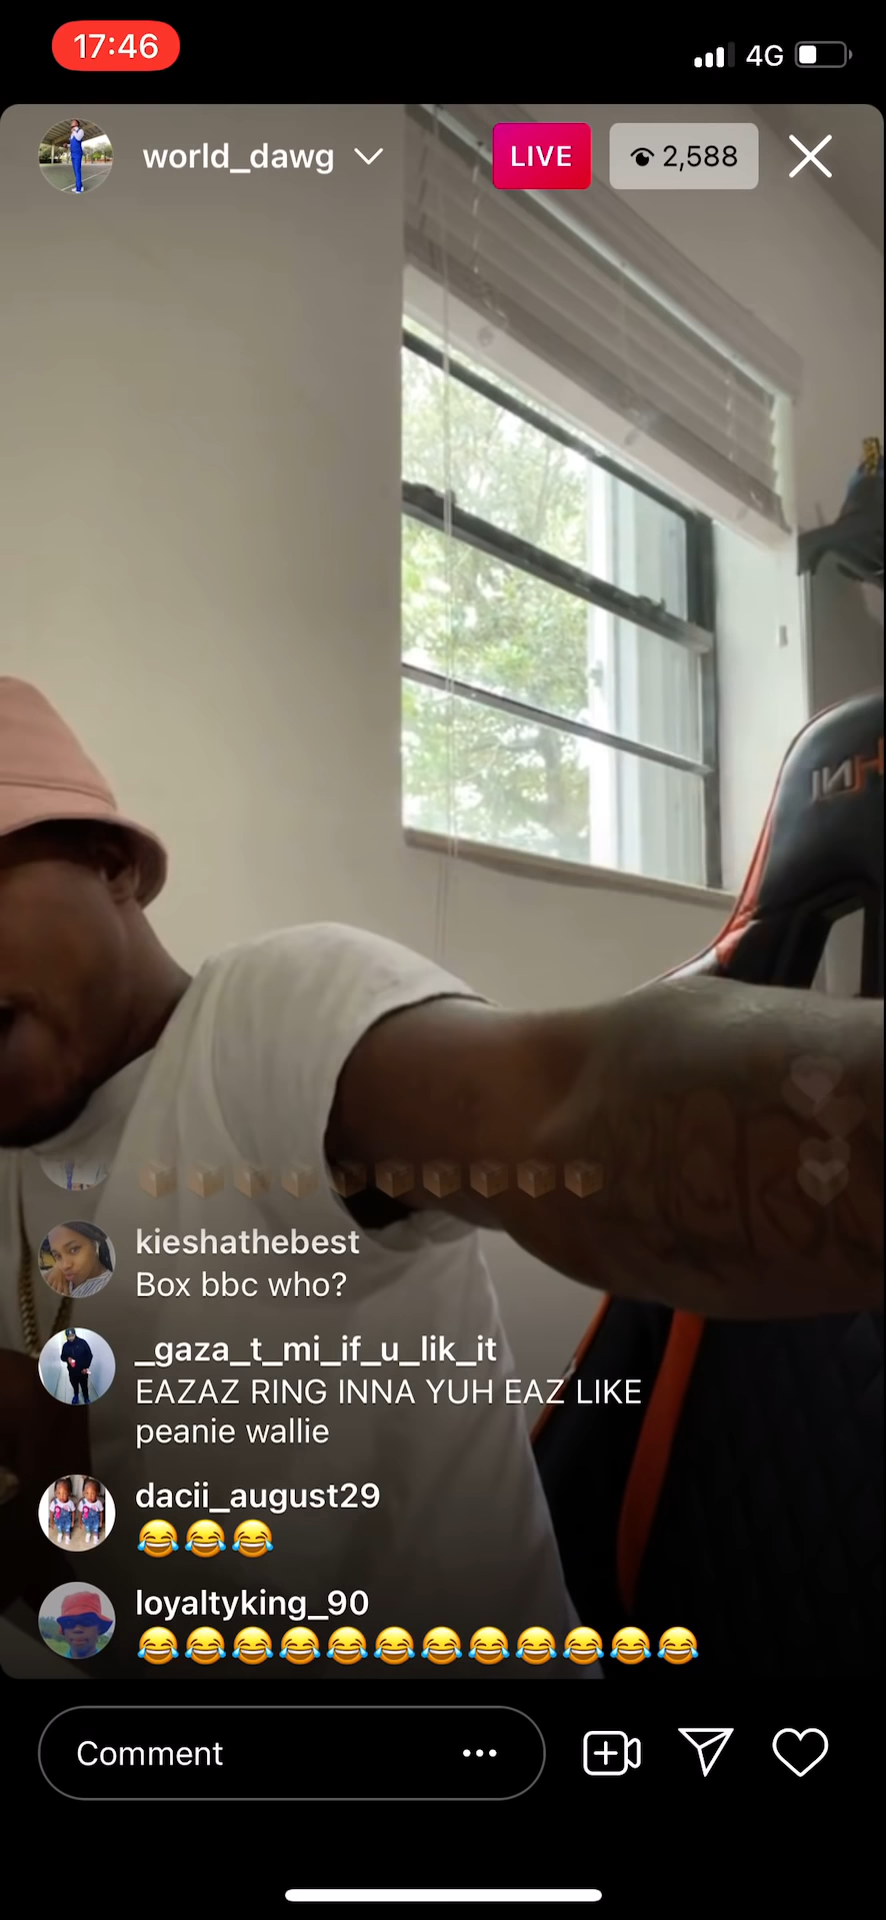 17:46
4G
world_dawg
LIVE
2,588
kieshathebest
Box bbc who?
_gaza_t_mi_if_u_lik_it
EAZAZ RING INNA YUH EAZ LIKE
peanie wallie
dacii_august29
😂😂😂
loyaltyking_90
😂😂😂😂😂😂😂😂😂😂😂😂
Comment